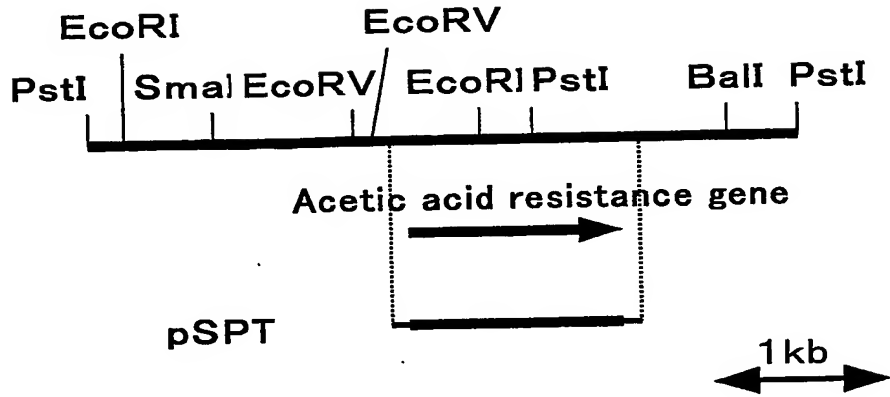 EcoRI EcoRV
PstI SmaI EcoRV EcoRI PstI BalI PstI
Acetic acid resistance gene
pSPT
1kb